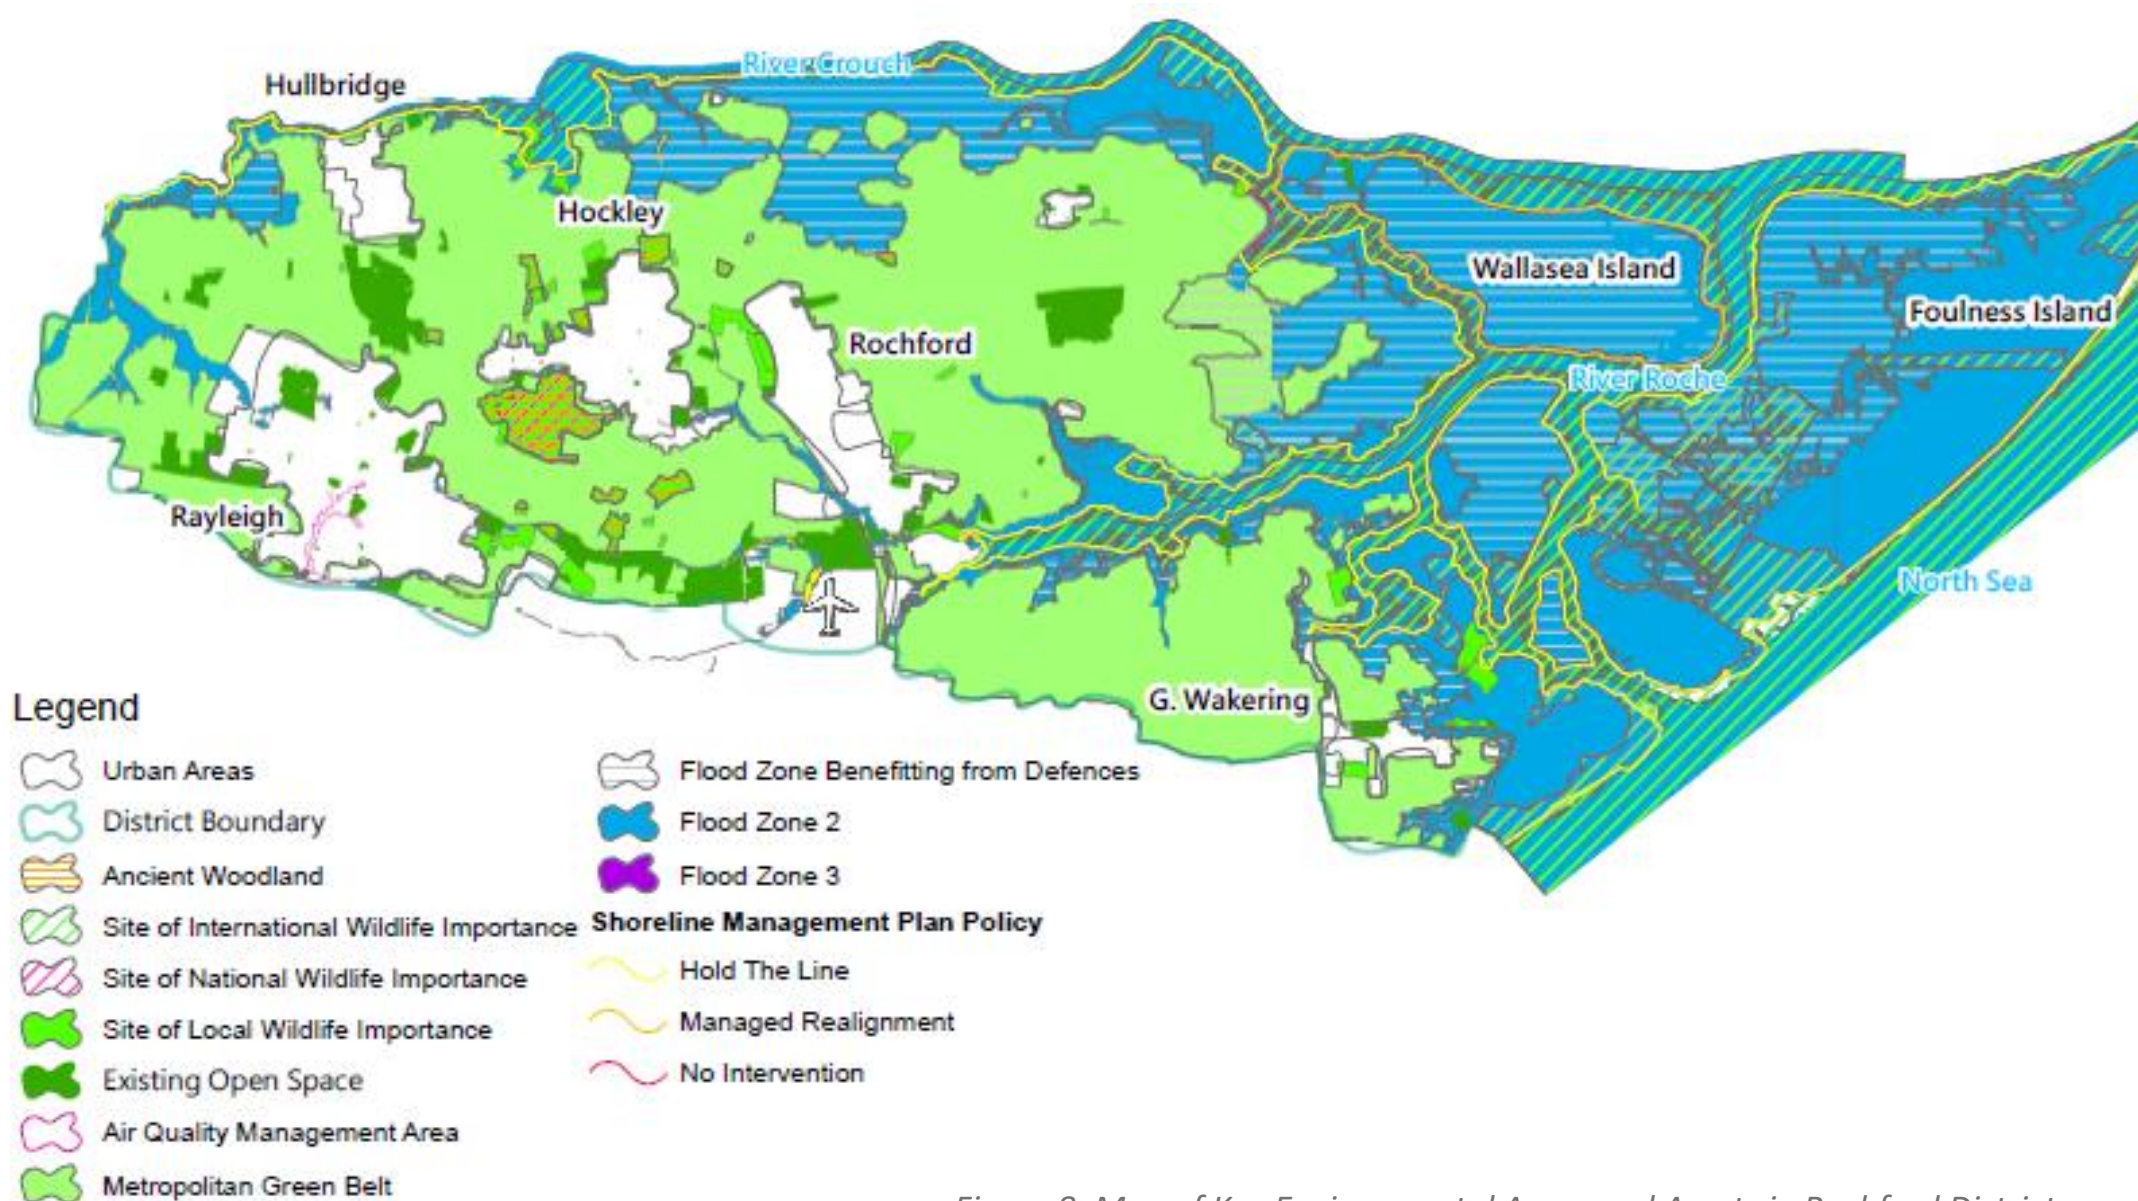 River Crouch
Hullbridge
Hockley
Wallasea Island
Foulness Island
Rochford
River Roche
Rayleigh
North Sea
G. Wakering
Legend
Urban Areas
District Boundary
Ancient Woodland
Site of International Wildlife Importance
Site of National Wildlife Importance
Site of Local Wildlife Importance
Existing Open Space
Air Quality Management Area
Metropolitan Green Belt
Flood Zone Benefitting from Defences
Flood Zone 2
Flood Zone 3
Shoreline Management Plan Policy
Hold The Line
Managed Realignment
No Intervention